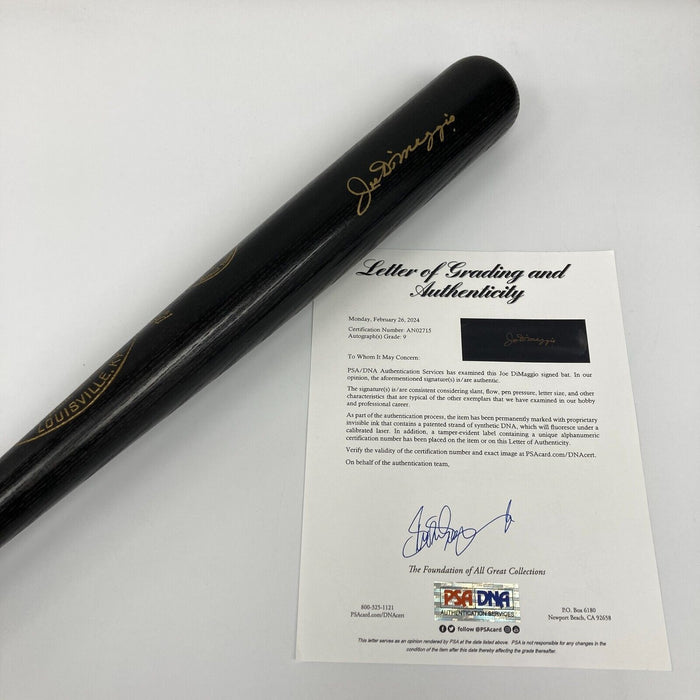 Joe DiMaggio
LOUISVILLE, KY
Letter of Grading and
Authenticity
Monday, February 26, 2024
Certification Number: AN02715
Autograph(s) Grade: 9
Joe DiMaggio
To Whom It May Concern:
PSA/DNA Authentication Services has examined this Joe DiMaggio signed bat. In our
opinion, the aforementioned signature(s) is/are authentic.
The signature(s) is/are consistent considering slant, flow, pen pressure, letter size, and other
characteristics that are typical of the other exemplars that we have examined in our hobby
and professional career.
As part of the authentication process, the item has been permanently marked with proprietary
invisible ink that contains a patented strand of synthetic DNA, which will fluoresce under a
calibrated laser. In addition, a tamper-evident label containing a unique alphanumeric
certification number has been placed on the item or on this Letter of Authenticity.
Verify the validity of the certification number and exact image at PSAcard.com/DNAcert.
On behalf of the authentication team,
The Foundation of All Great Collections
800-325-1121
PSAcard.com/DNAcert
PSA DNA
AUTHENTICATION SERVICES
follow @PSAcard
P.O. Box 6180
Newport Beach, CA 92658
This letter serves as an opinion rendered by PSA at the date listed above. PSA is not responsible for any changes in the
condition of the item after this date thereby affecting the grade thereof.